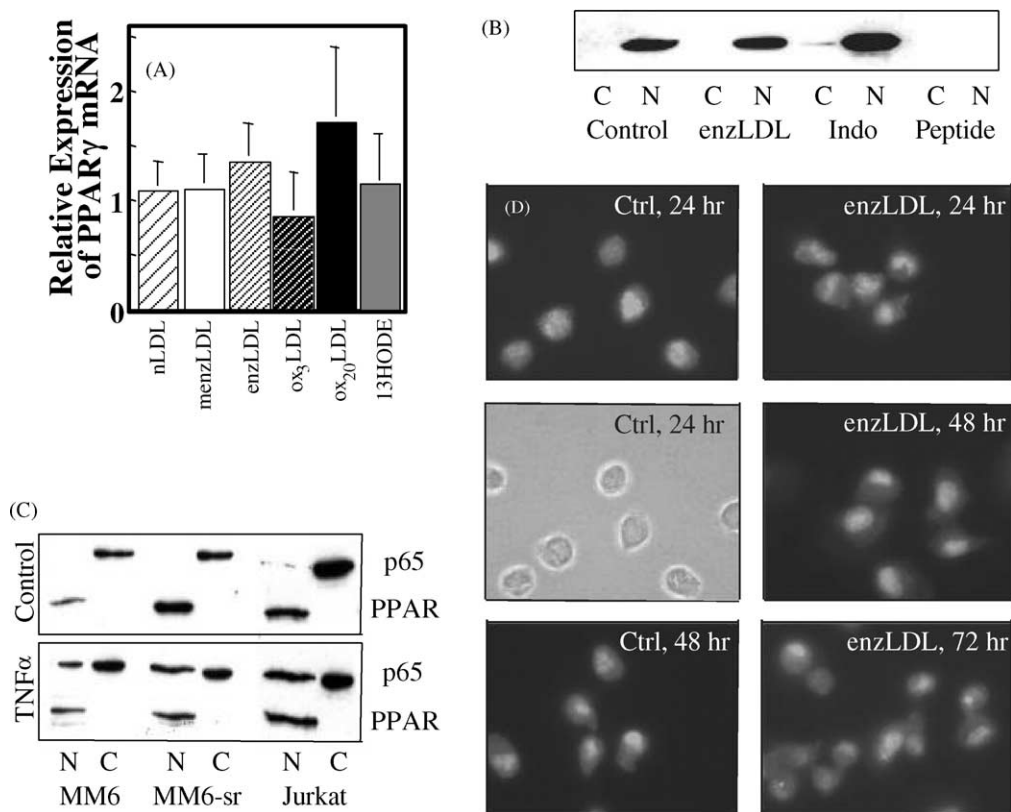 (A)
Relative Expression
of PPARγ mRNA
2
1
0
nLDL
menzLDL
enzLDL
ox₃LDL
ox₂₀LDL
13HODE
(B)
C N C N C N C N
Control enzLDL Indo Peptide
(C)
Control
p65
PPAR
TNFα
p65
PPAR
N C N C N C
MM6 MM6-sr Jurkat
(D)
Ctrl, 24 hr
enzLDL, 24 hr
Ctrl, 24 hr
enzLDL, 48 hr
Ctrl, 48 hr
enzLDL, 72 hr